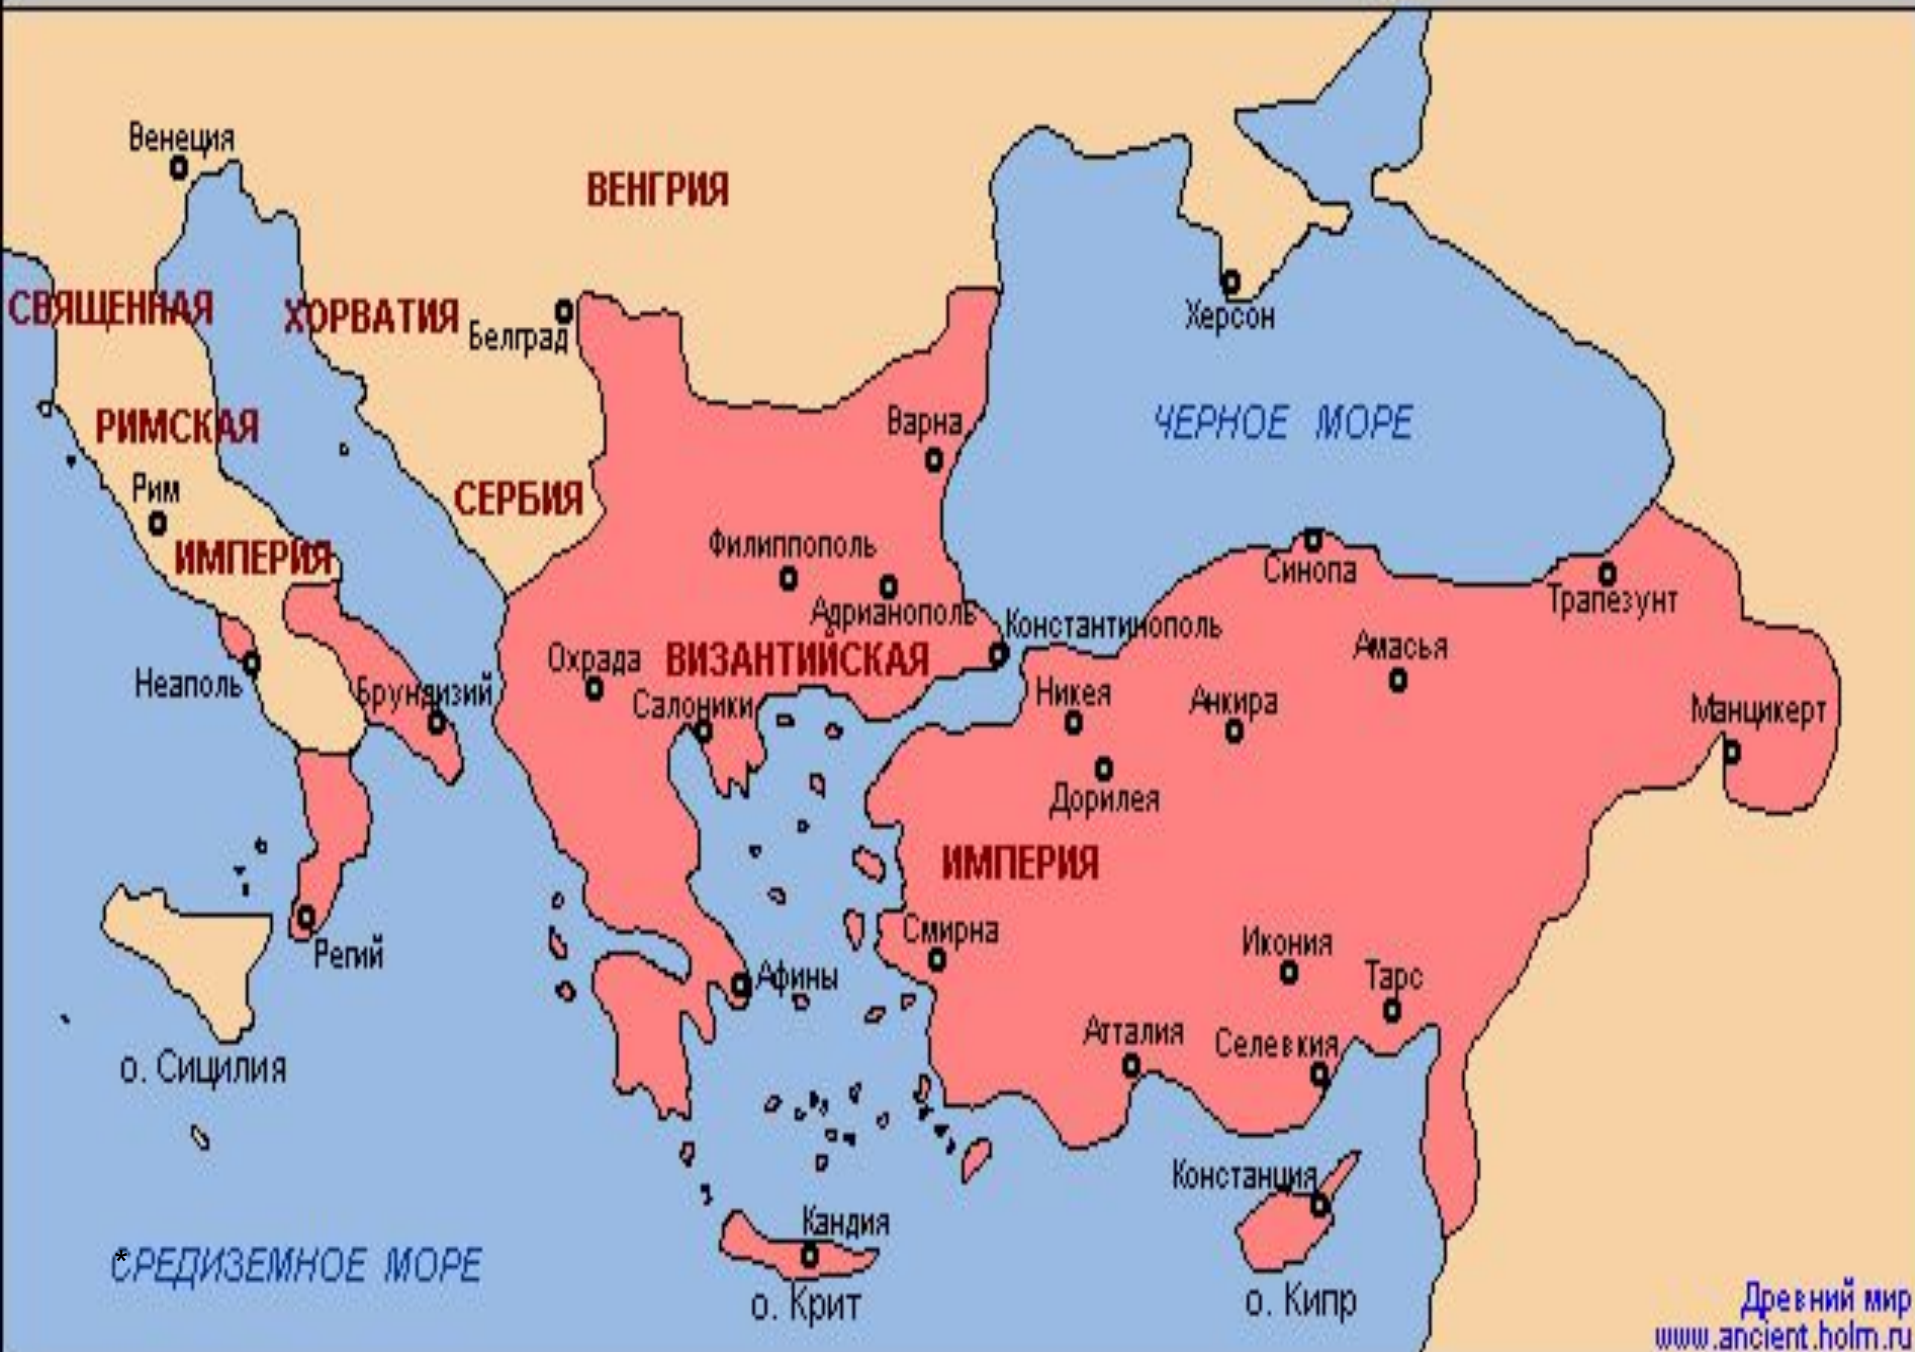 Венеция
ВЕНГРИЯ
СВЯЩЕННАЯ
ХОРВАТИЯ
Белград
Херсон
РИМСКАЯ
Варна
ЧЕРНОЕ МОРЕ
Рим
СЕРБИЯ
ИМПЕРИЯ
Филиппополь
Синопа
Адрианополь
Трапезунт
Константинополь
Охрада
ВИЗАНТИЙСКАЯ
Амасья
Неаполь
Брундизий
Салоники
Никея
Анкира
Манцикерт
Дорилея
ИМПЕРИЯ
Смирна
Икония
Регий
Афины
Тарс
Атталия
Селевкия
о. Сицилия
Констанция
Кандия
*
СРЕДИЗЕМНОЕ МОРЕ
о. Крит
о. Кипр
Древний мир
www.ancient.holm.ru